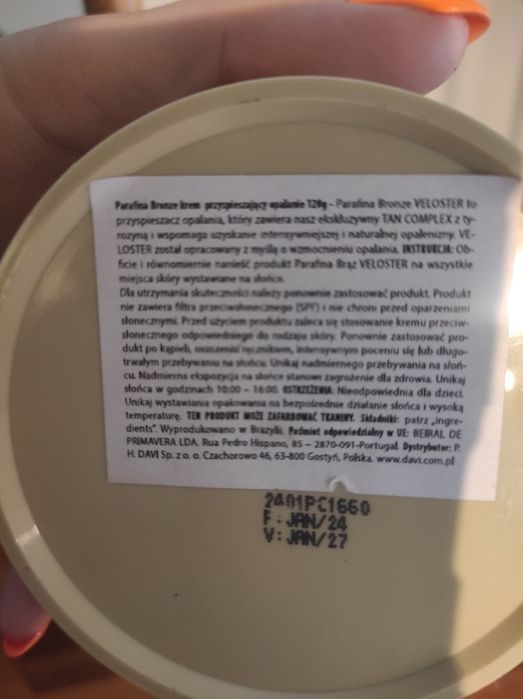 Parafina Bronze krem przyspieszający opalanie 120g - Parafina Bronze VELOSTER to
przyspieszacz opalania, który zawiera nasz ekskluzywny TAN COMPLEX z ty-
rozyną i wspomaga uzyskanie intensywniejszej i naturalnej opalenizny. VE-
LOSTER został opracowany z myślą o wzmocnieniu opalania. INSTRUKCJA: Ob-
ficie i równomiernie nanieść produkt Parafina Brąz VELOSTER na wszystkie
miejsca skóry wystawiane na słońce.
Dla utrzymania skuteczności należy ponownie zastosować produkt. Produkt
nie zawiera filtra przeciwsłonecznego (SPF) i nie chroni przed oparzeniami
słonecznymi. Przed użyciem produktu zaleca się stosowanie kremu przeciw-
słonecznego odpowiedniego do rodzaju skóry. Ponownie zastosować pro-
dukt po kąpieli, osuszeniu ręcznikiem, intensywnym poceniu się lub długo-
trwałym przebywaniu na słońcu. Unikaj nadmiernego przebywania na słoń-
cu. Nadmierna ekspozycja na słońce stanowi zagrożenie dla zdrowia. Unikaj
słońca w godzinach 10:00 – 16:00. OSTRZEŻENIA: Nieodpowiednia dla dzieci.
Unikaj wystawiania opakowania na bezpośrednie działanie słońca i wysoką
temperaturę. TEN PRODUKT MOŻE ZAFARBOWAĆ TKANINY. Składniki: patrz „ingre-
dients". Wyprodukowano w Brazylii. Podmiot odpowiedzialny w UE: BEIRAL DE
PRIMAVERA LDA. Rua Pedro Hispano, 85 – 2870-091-Portugal. Dystrybutor: P.
H. DAVI Sp. z o. o. Czachorowo 46, 63-800 Gostyń, Polska. www.davi.com.pl
2401PC1660
F: JAN/24
V: JAN/27